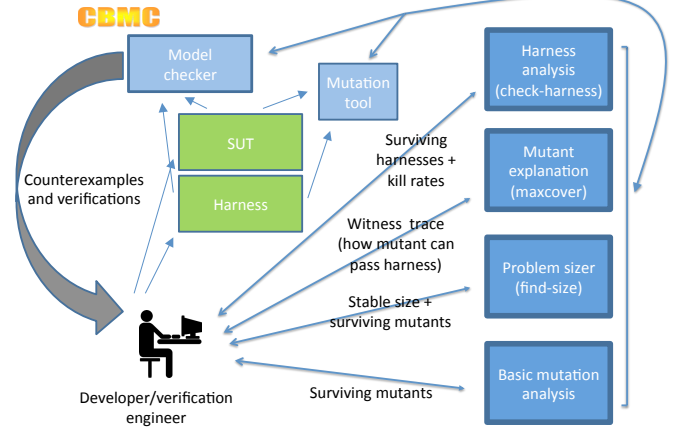 CBMC
Model
checker
Mutation
tool
SUT
Harness
Counterexamples
and verifications
Developer/verification
engineer
Surviving
harnesses +
kill rates
Witness trace
(how mutant can
pass harness)
Stable size +
surviving mutants
Surviving mutants
Harness
analysis
(check-harness)
Mutant
explanation
(maxcover)
Problem sizer
(find-size)
Basic mutation
analysis